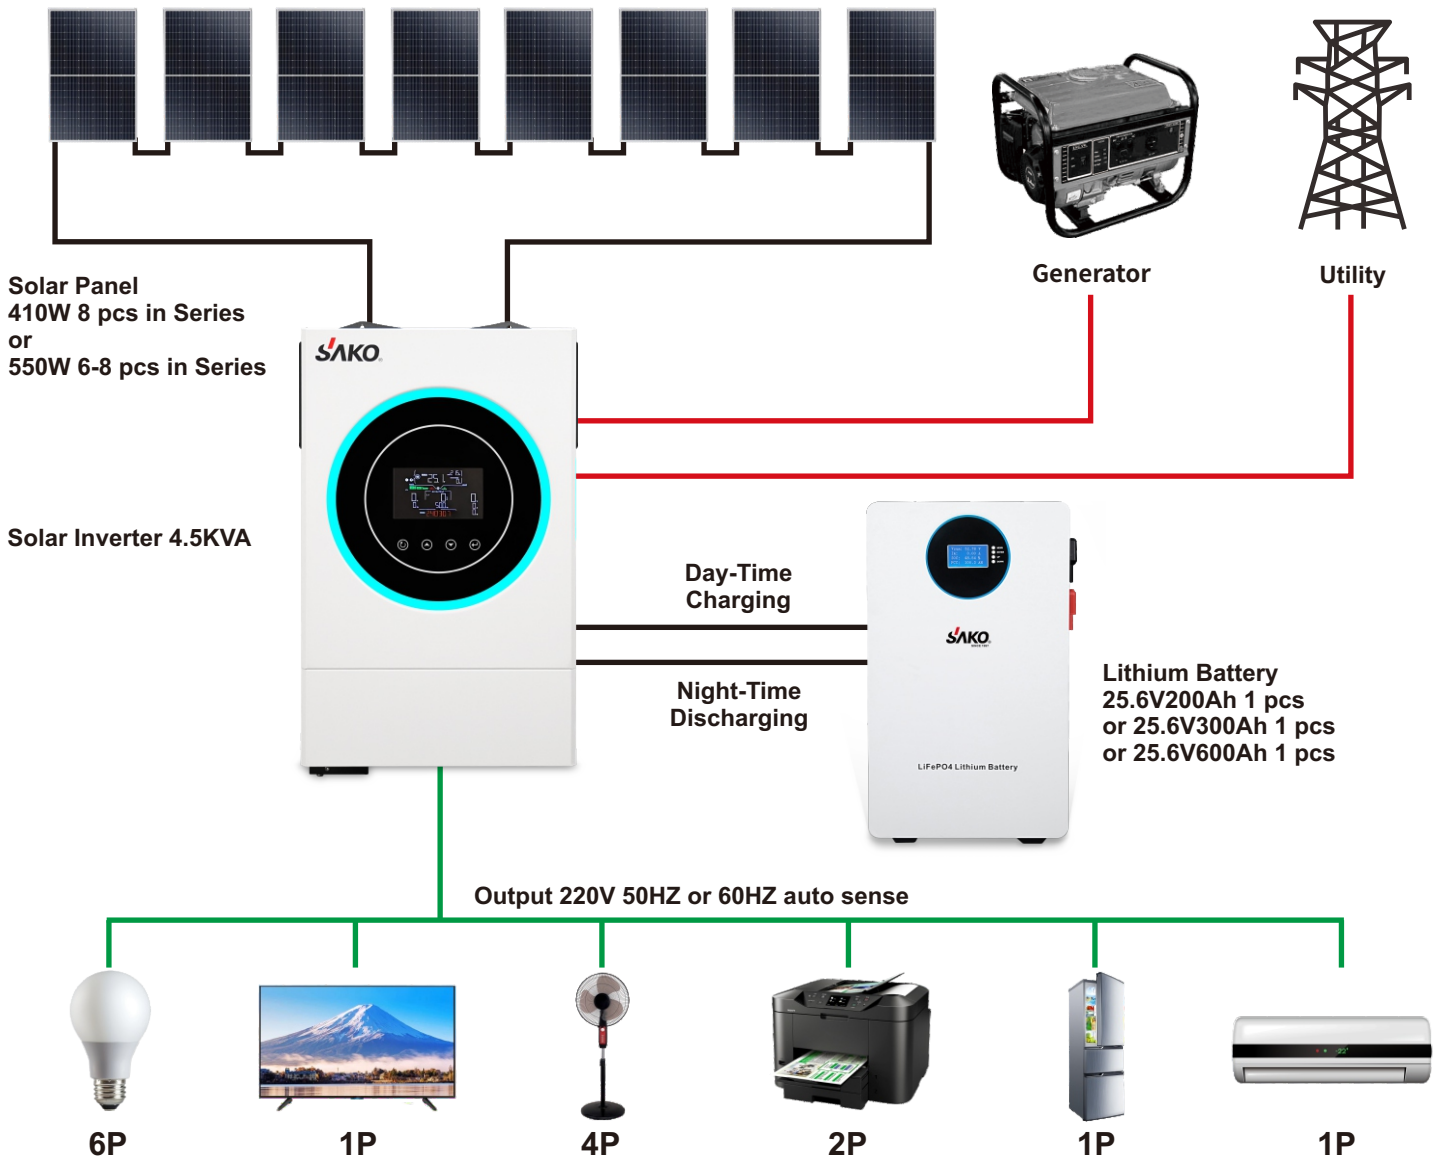 Generator
Utility
Solar Panel
410W 8 pcs in Series
or
550W 6-8 pcs in Series
SAKO
Solar Inverter 4.5KVA
Day-Time
Charging
Night-Time
Discharging
SAKO
Lithium Battery
25.6V200Ah 1 pcs
or 25.6V300Ah 1 pcs
or 25.6V600Ah 1 pcs
LiFePO4 Lithium Battery
Output 220V 50HZ or 60HZ auto sense
6P
1P
4P
2P
1P
1P